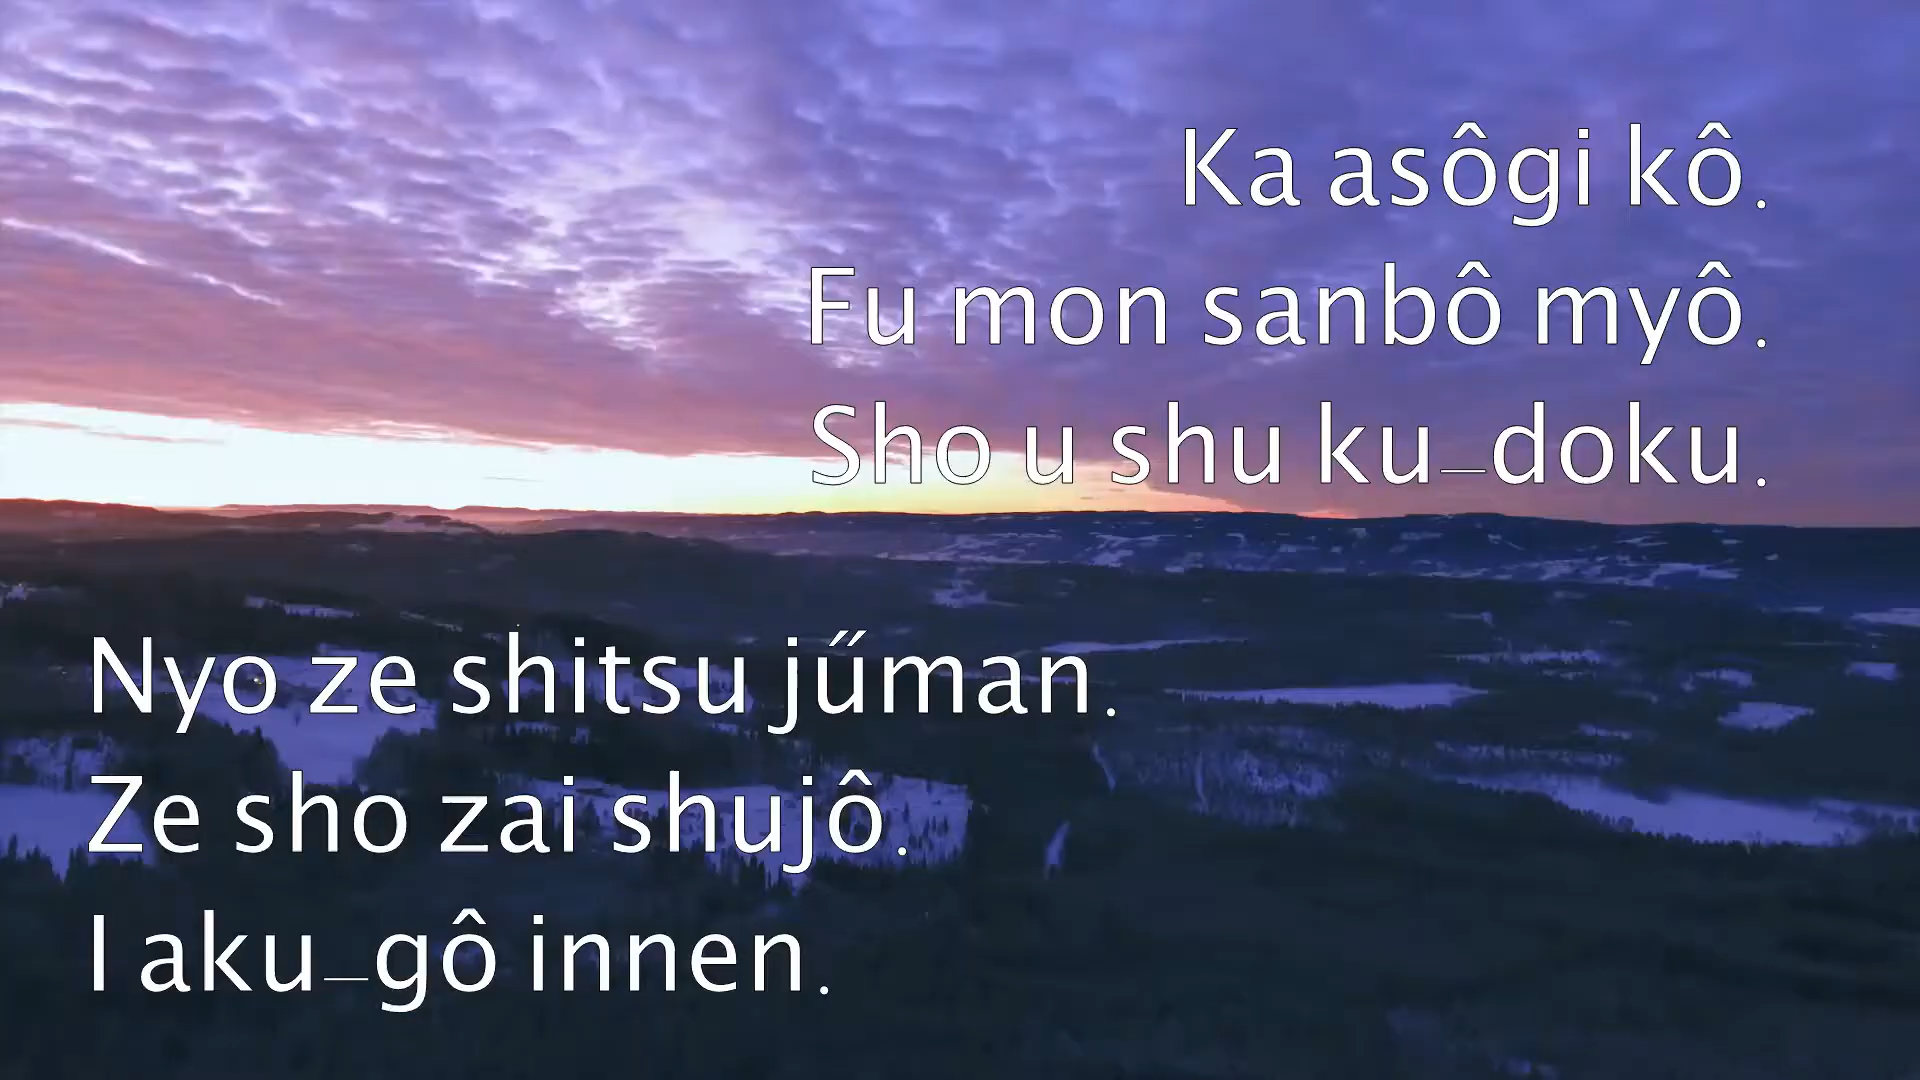 Ka asôgi kô.
Fu mon sanbô myô.
Sho u shu ku_doku.
Nyo ze shitsu jűman.
Ze sho zai shujô.
I aku_gô innen.